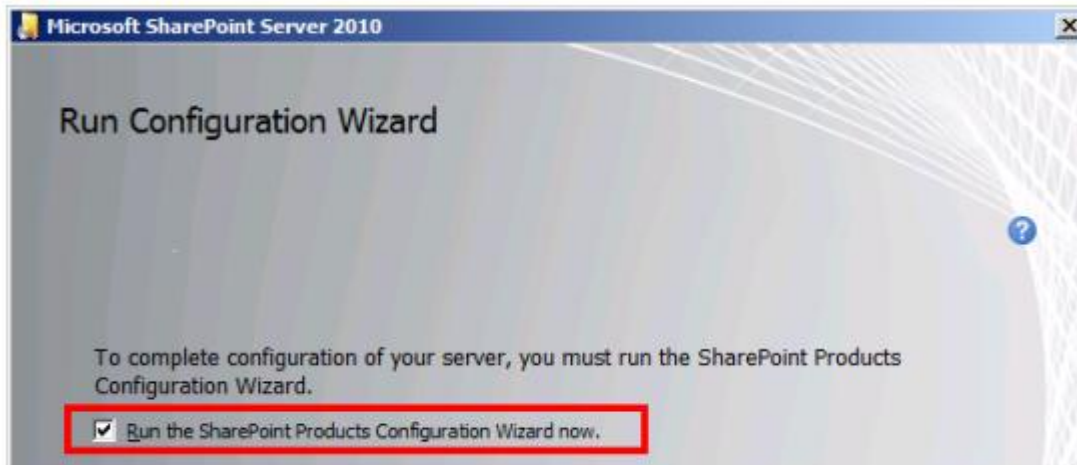 Microsoft SharePoint Server 2010
Run Configuration Wizard
?
To complete configuration of your server, you must run the SharePoint Products
Configuration Wizard.
Run the SharePoint Products Configuration Wizard now.